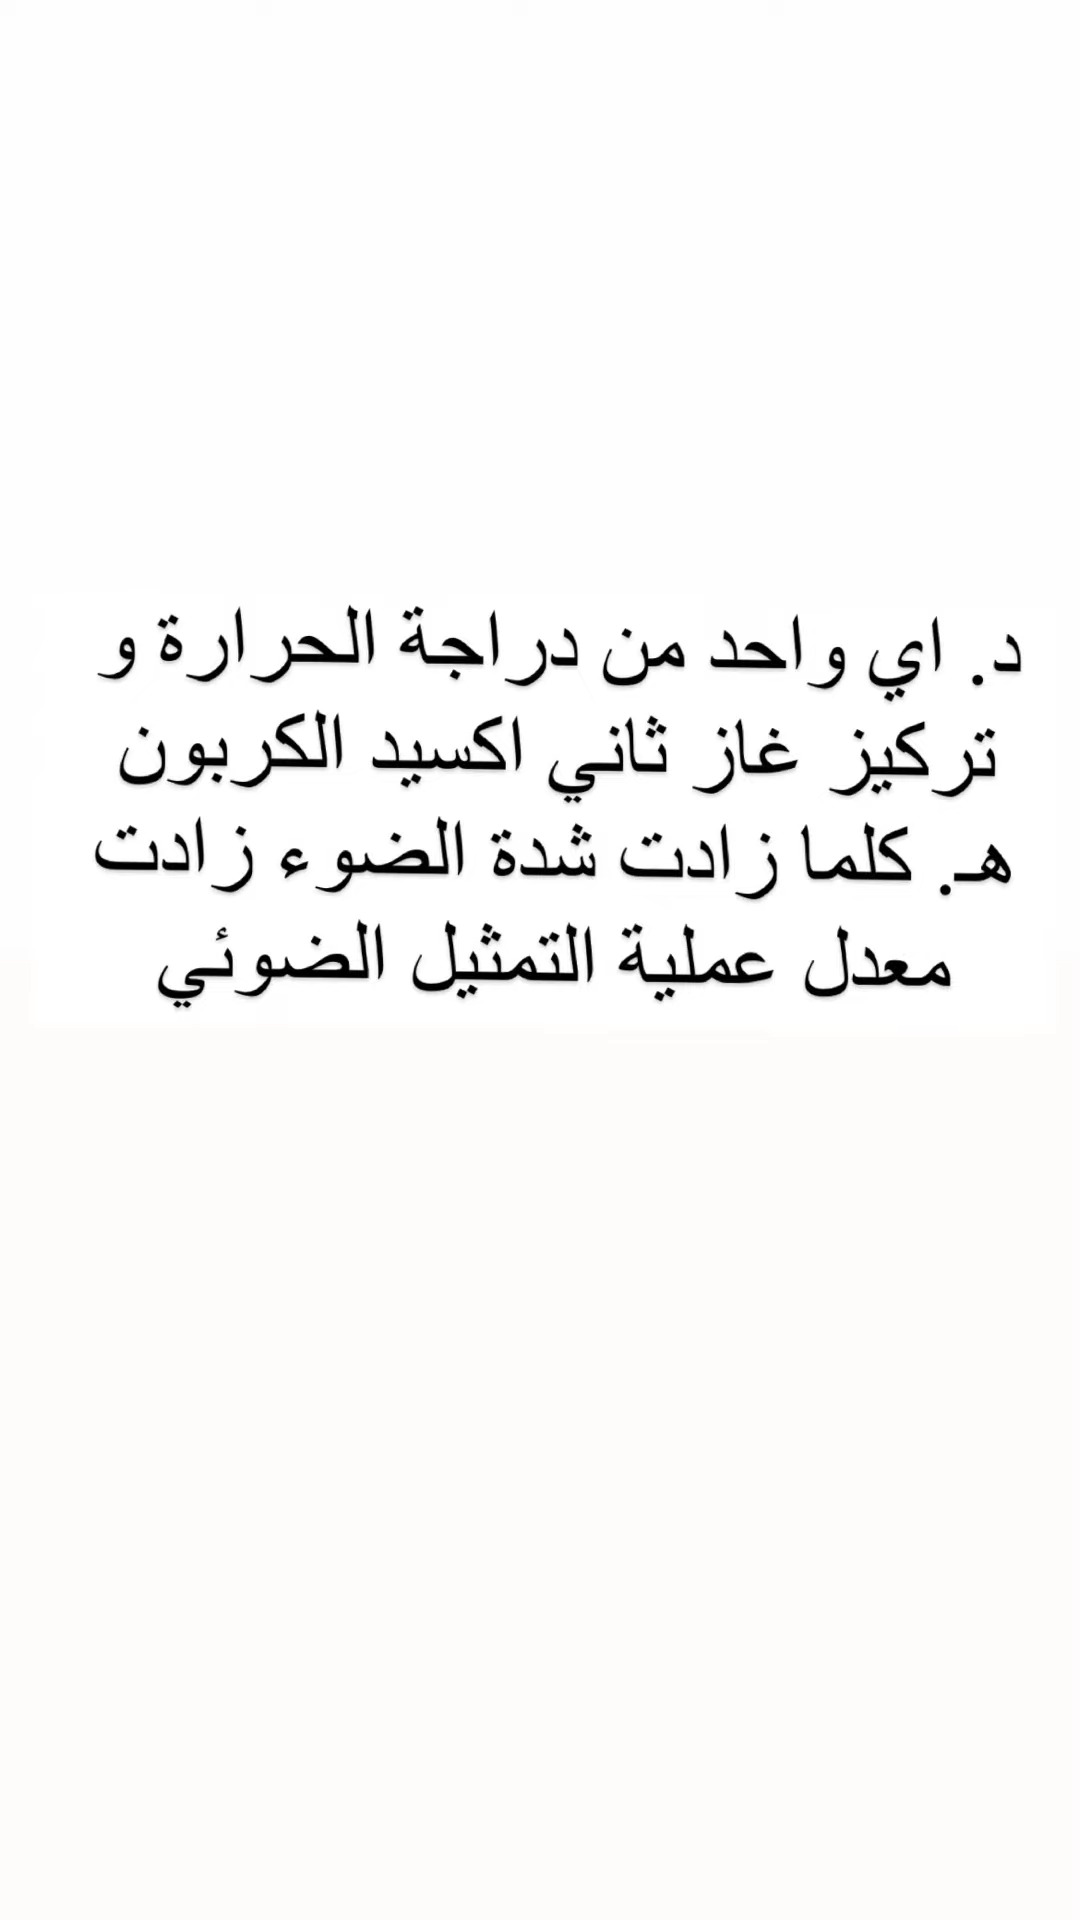 د. اي واحد من دراجة الحرارة و
تركيز غاز ثاني اكسيد الكربون
هـ. كلما زادت شدة الضوء زادت
معدل عملية التمثيل الضوئي